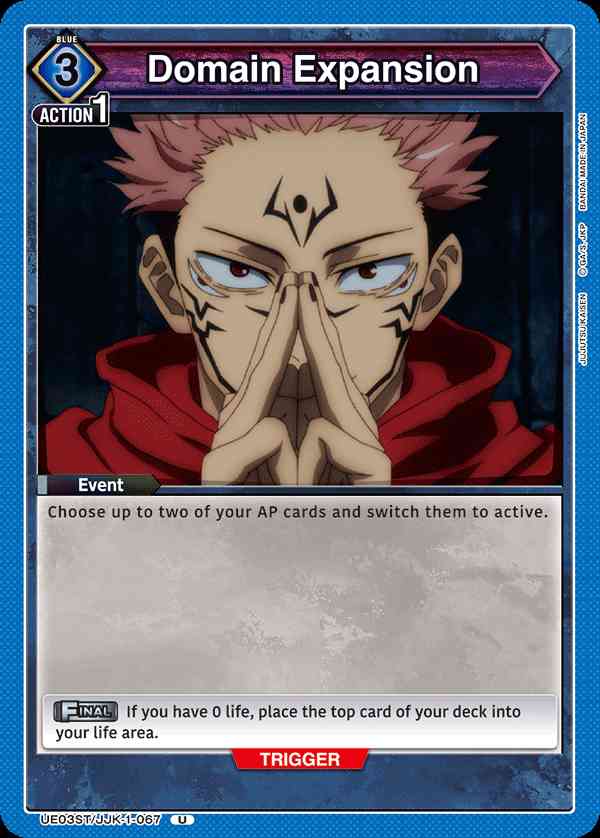 BLUE
3
Domain Expansion
ACTION 1
JUJUTSU KAISEN © GA/S,JKP BANDAI MADE IN JAPAN
Event
Choose up to two of your AP cards and switch them to active.
FINAL If you have 0 life, place the top card of your deck into
your life area.
TRIGGER
UE03ST/JJK-1-067 U